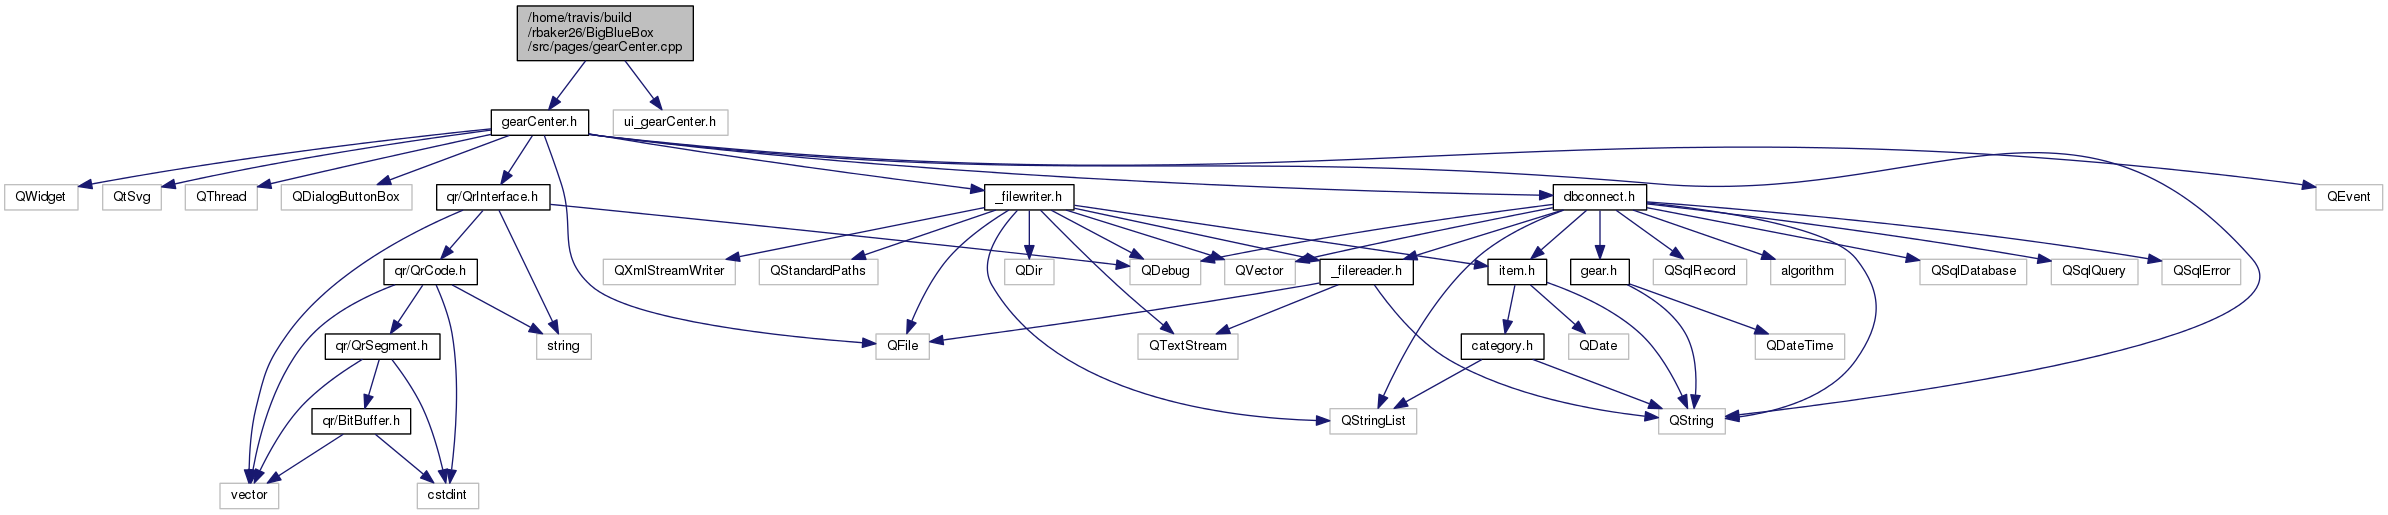 /home/travis/build
/rbaker26/BigBlueBox
/src/pages/gearCenter.cpp
gearCenter.h
ui_gearCenter.h
QWidget
QtSvg
QThread
QDialogButtonBox
qr/QrInterface.h
_filewriter.h
dbconnect.h
QEvent
qr/QrCode.h
QXmlStreamWriter
QStandardPaths
QDir
QDebug
QVector
_filereader.h
item.h
gear.h
QSqlRecord
algorithm
QSqlDatabase
QSqlQuery
QSqlError
qr/QrSegment.h
string
QFile
QTextStream
category.h
QDate
QDateTime
qr/BitBuffer.h
QStringList
QString
vector
cstdint